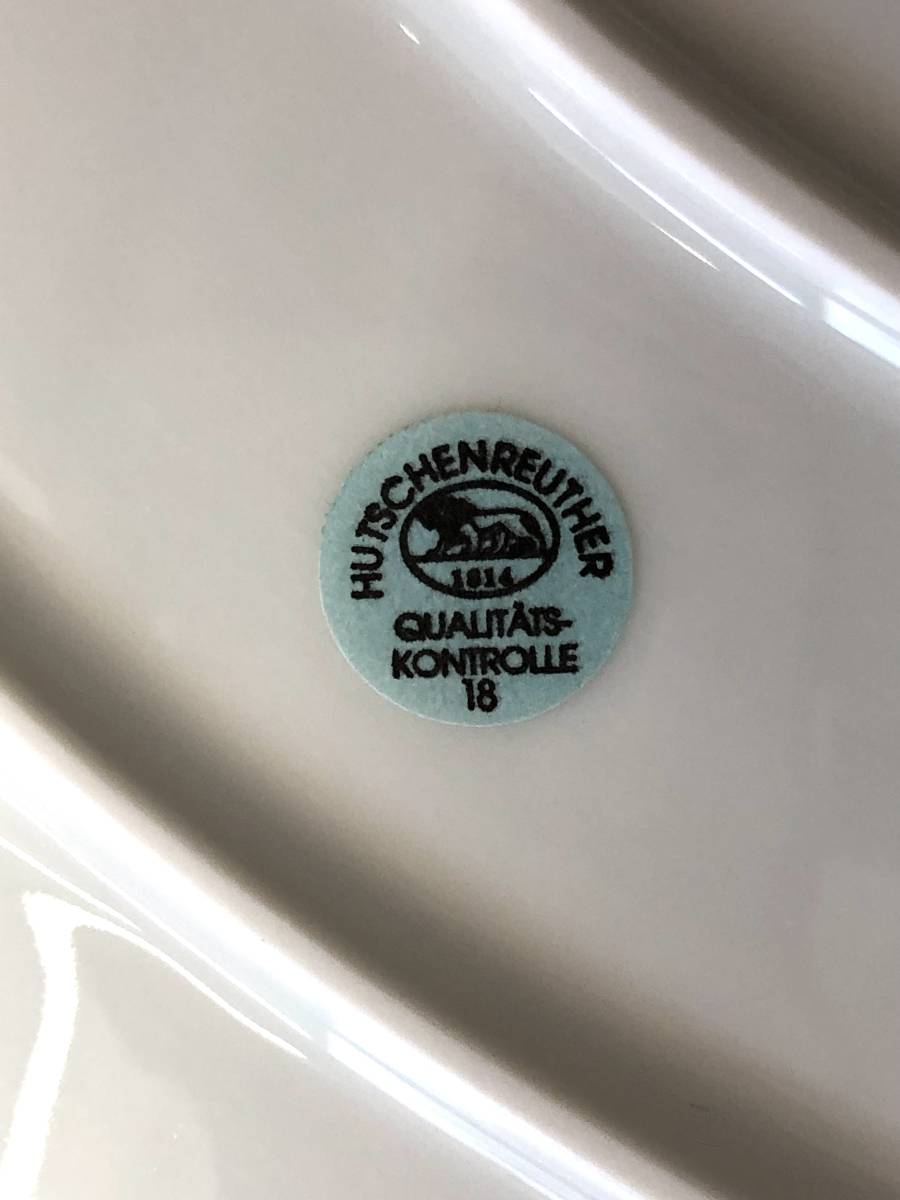 HUTSCHENREUTHER
1814
QUALITÄTS-
KONTROLLE
18